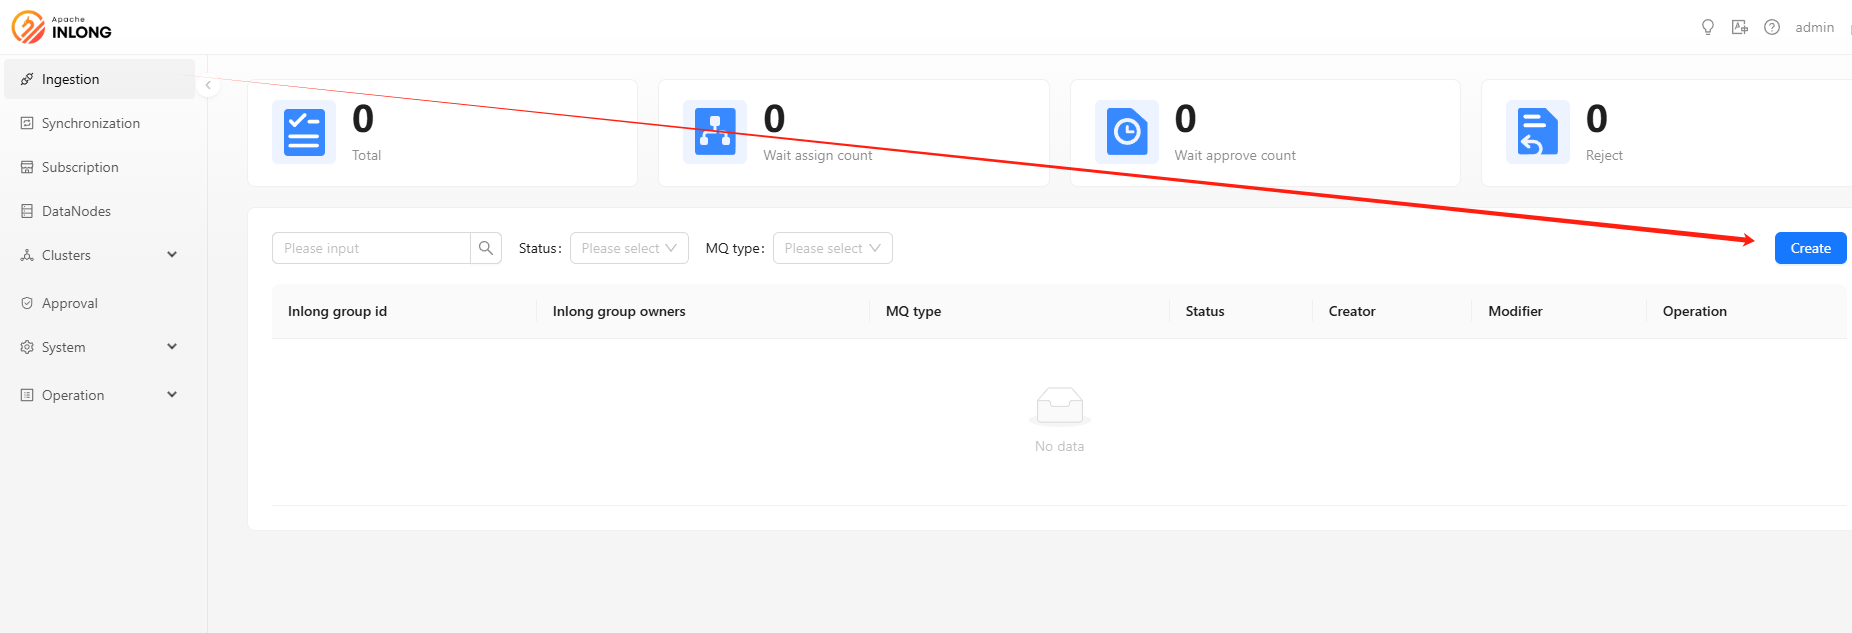 Apache
INLONG
admin
Ingestion
Synchronization
Subscription
DataNodes
Clusters
Approval
System
Operation
0
Total
0
Wait assign count
0
Wait approve count
0
Reject
Please input
Status:
Please select
MQ type:
Please select
Create
Inlong group id
Inlong group owners
MQ type
Status
Creator
Modifier
Operation
No data